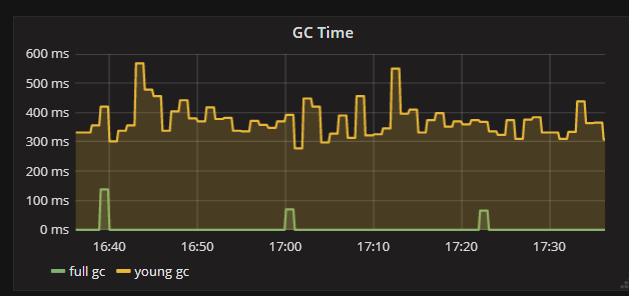 GC Time
600 ms
500 ms
400 ms
300 ms
200 ms
100 ms
0 ms
16:40 16:50 17:00 17:10 17:20 17:30
full gc young gc